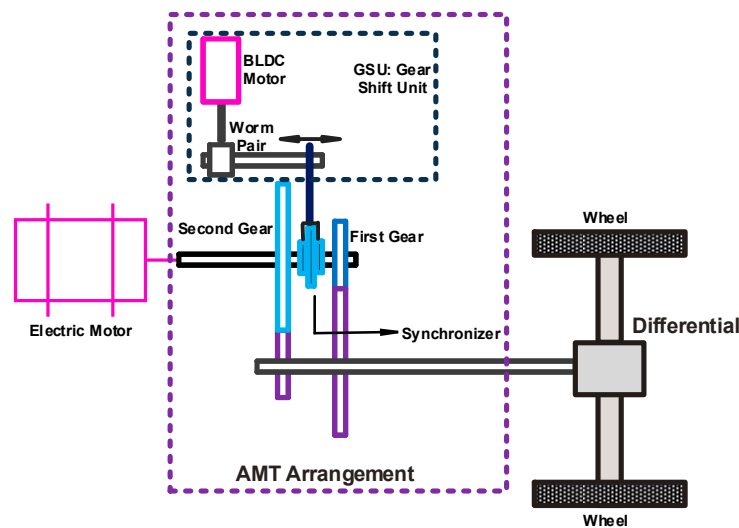 BLDC
Motor
GSU: Gear
Shift Unit
Worm
Pair
Second Gear
First Gear
Wheel
Electric Motor
Synchronizer
Differential
AMT Arrangement
Wheel